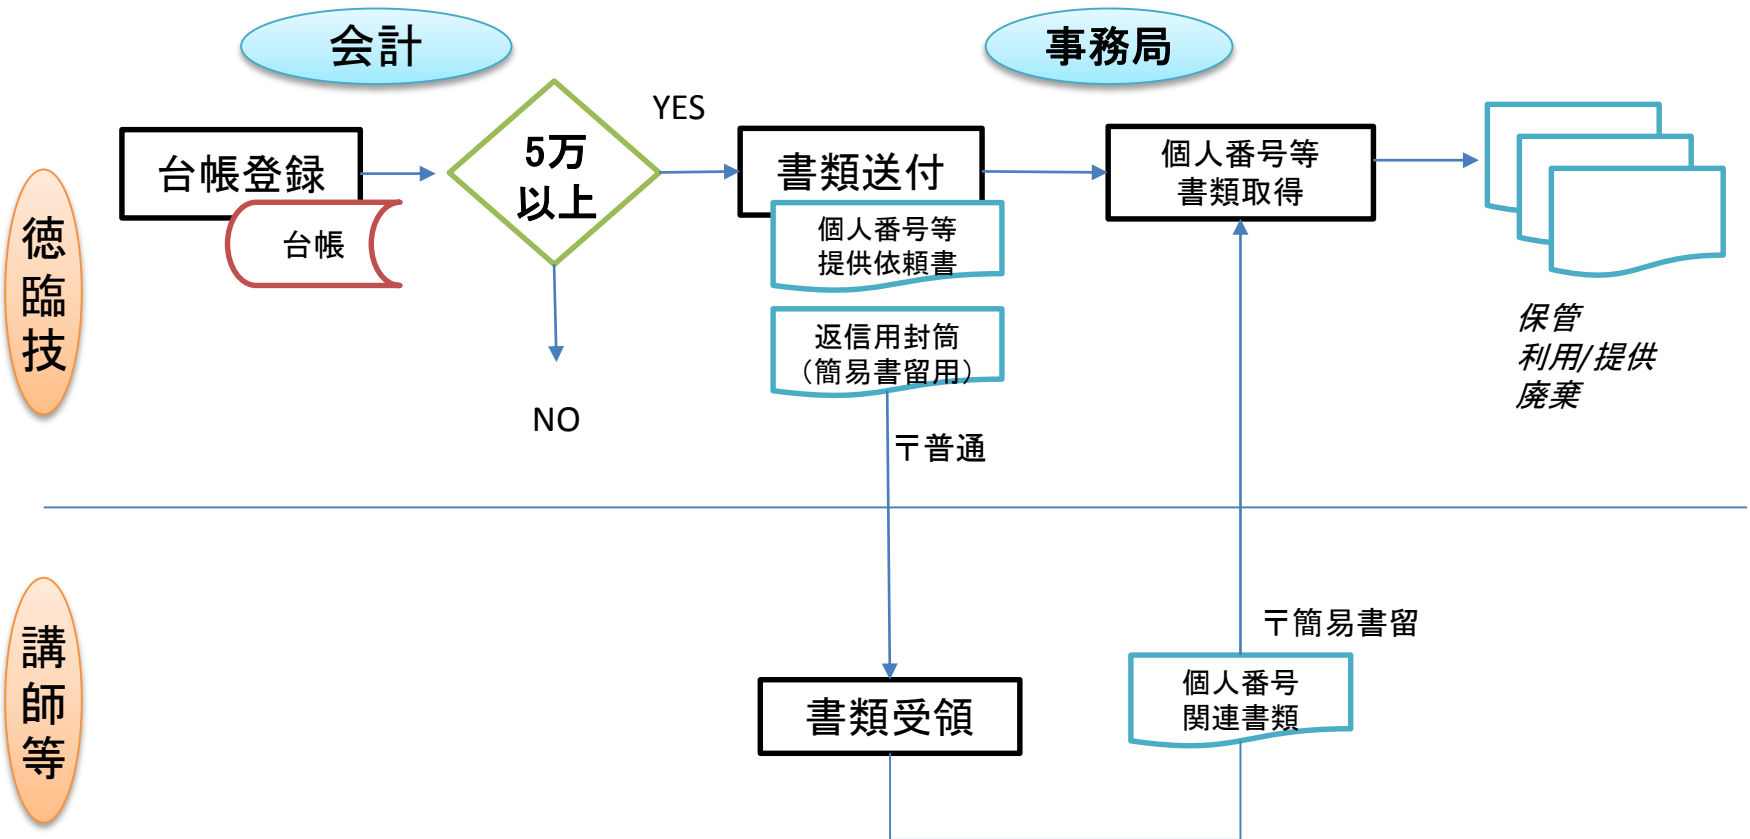 会計
事務局
徳臨技
台帳登録
台帳
5万
以上
YES
NO
書類送付
個人番号等
提供依頼書
返信用封筒
（簡易書留用）
〒普通
個人番号等
書類取得
保管
利用/提供
廃棄
講師等
書類受領
〒簡易書留
個人番号
関連書類